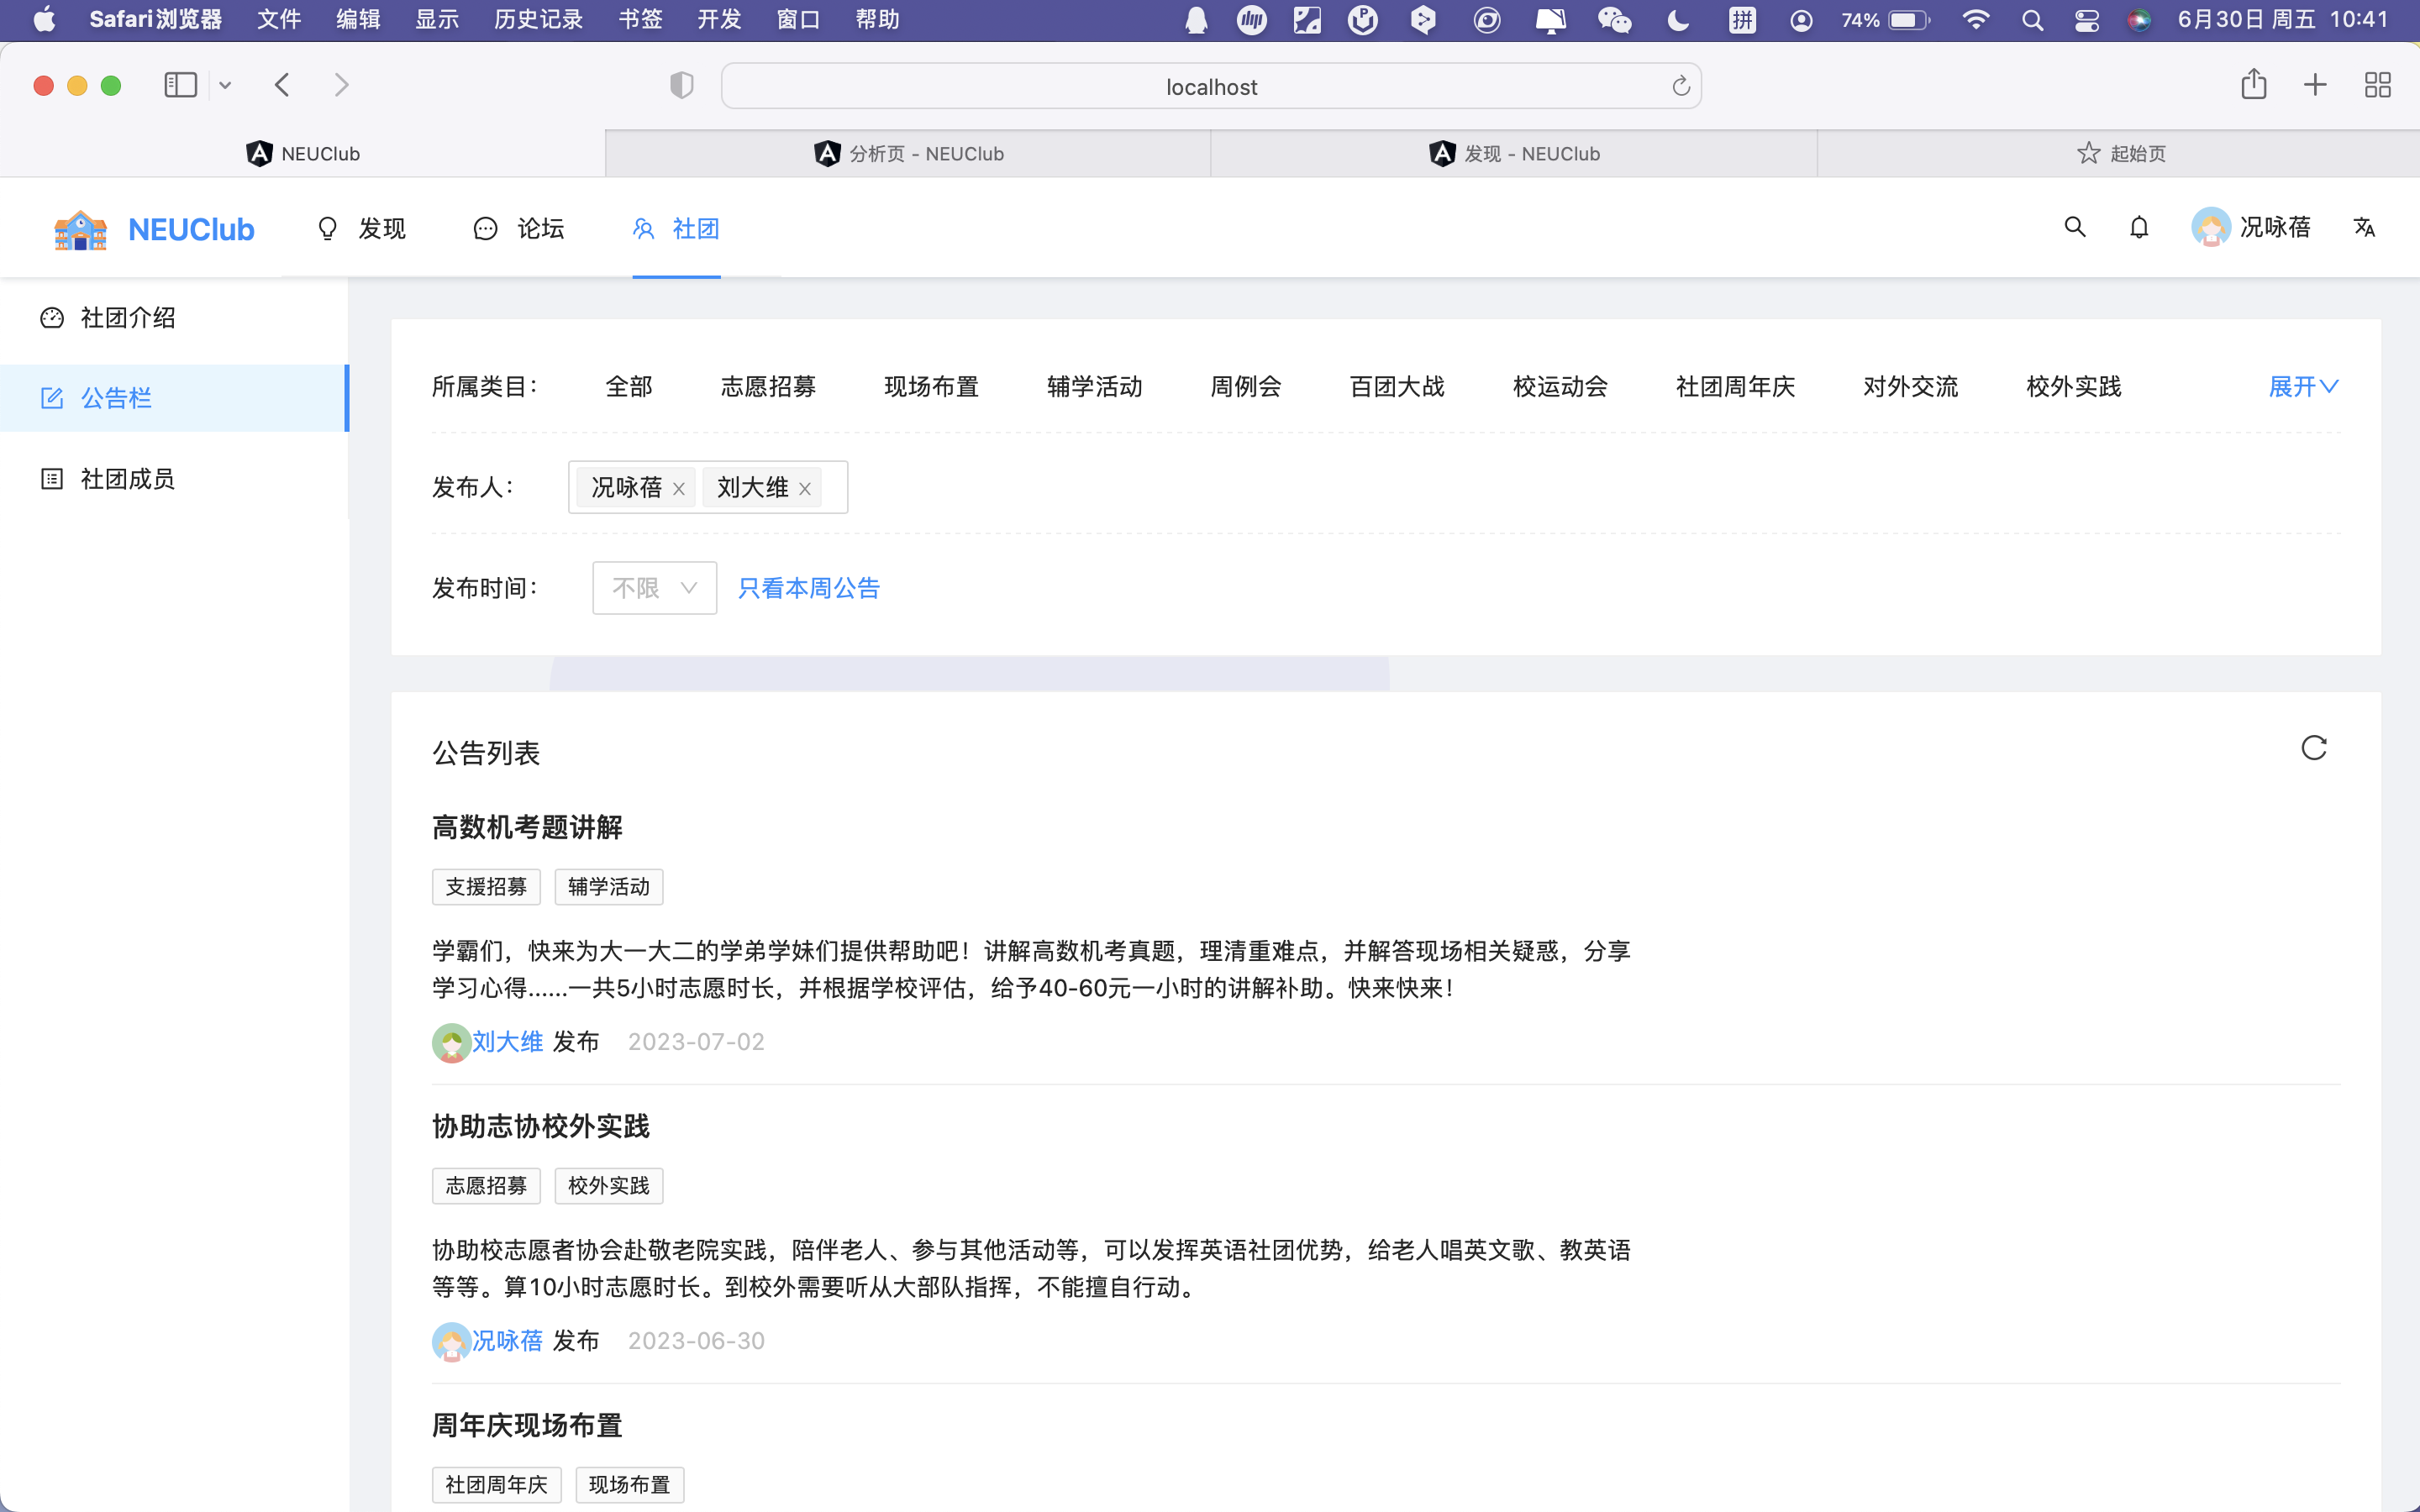 Safari浏览器 文件 编辑 显示 历史记录 书签 开发 窗口 帮助 拼 74% 6月30日 周五 10:41
localhost
NEUClub 分析页 - NEUClub 发现 - NEUClub 起始页
NEUClub 发现 论坛 社团 况咏蓓
社团介绍
公告栏
社团成员
所属类目： 全部 志愿招募 现场布置 辅学活动 周例会 百团大战 校运动会 社团周年庆 对外交流 校外实践 展开
发布人： 况咏蓓 刘大维
发布时间： 不限 只看本周公告
公告列表
高数机考题讲解
支援招募 辅学活动
学霸们，快来为大一大二的学弟学妹们提供帮助吧！讲解高数机考真题，理清重难点，并解答现场相关疑惑，分享
学习心得......一共5小时志愿时长，并根据学校评估，给予40-60元一小时的讲解补助。快来快来！
刘大维 发布 2023-07-02
协助志协校外实践
志愿招募 校外实践
协助校志愿者协会赴敬老院实践，陪伴老人、参与其他活动等，可以发挥英语社团优势，给老人唱英文歌、教英语
等等。算10小时志愿时长。到校外需要听从大部队指挥，不能擅自行动。
况咏蓓 发布 2023-06-30
周年庆现场布置
社团周年庆 现场布置